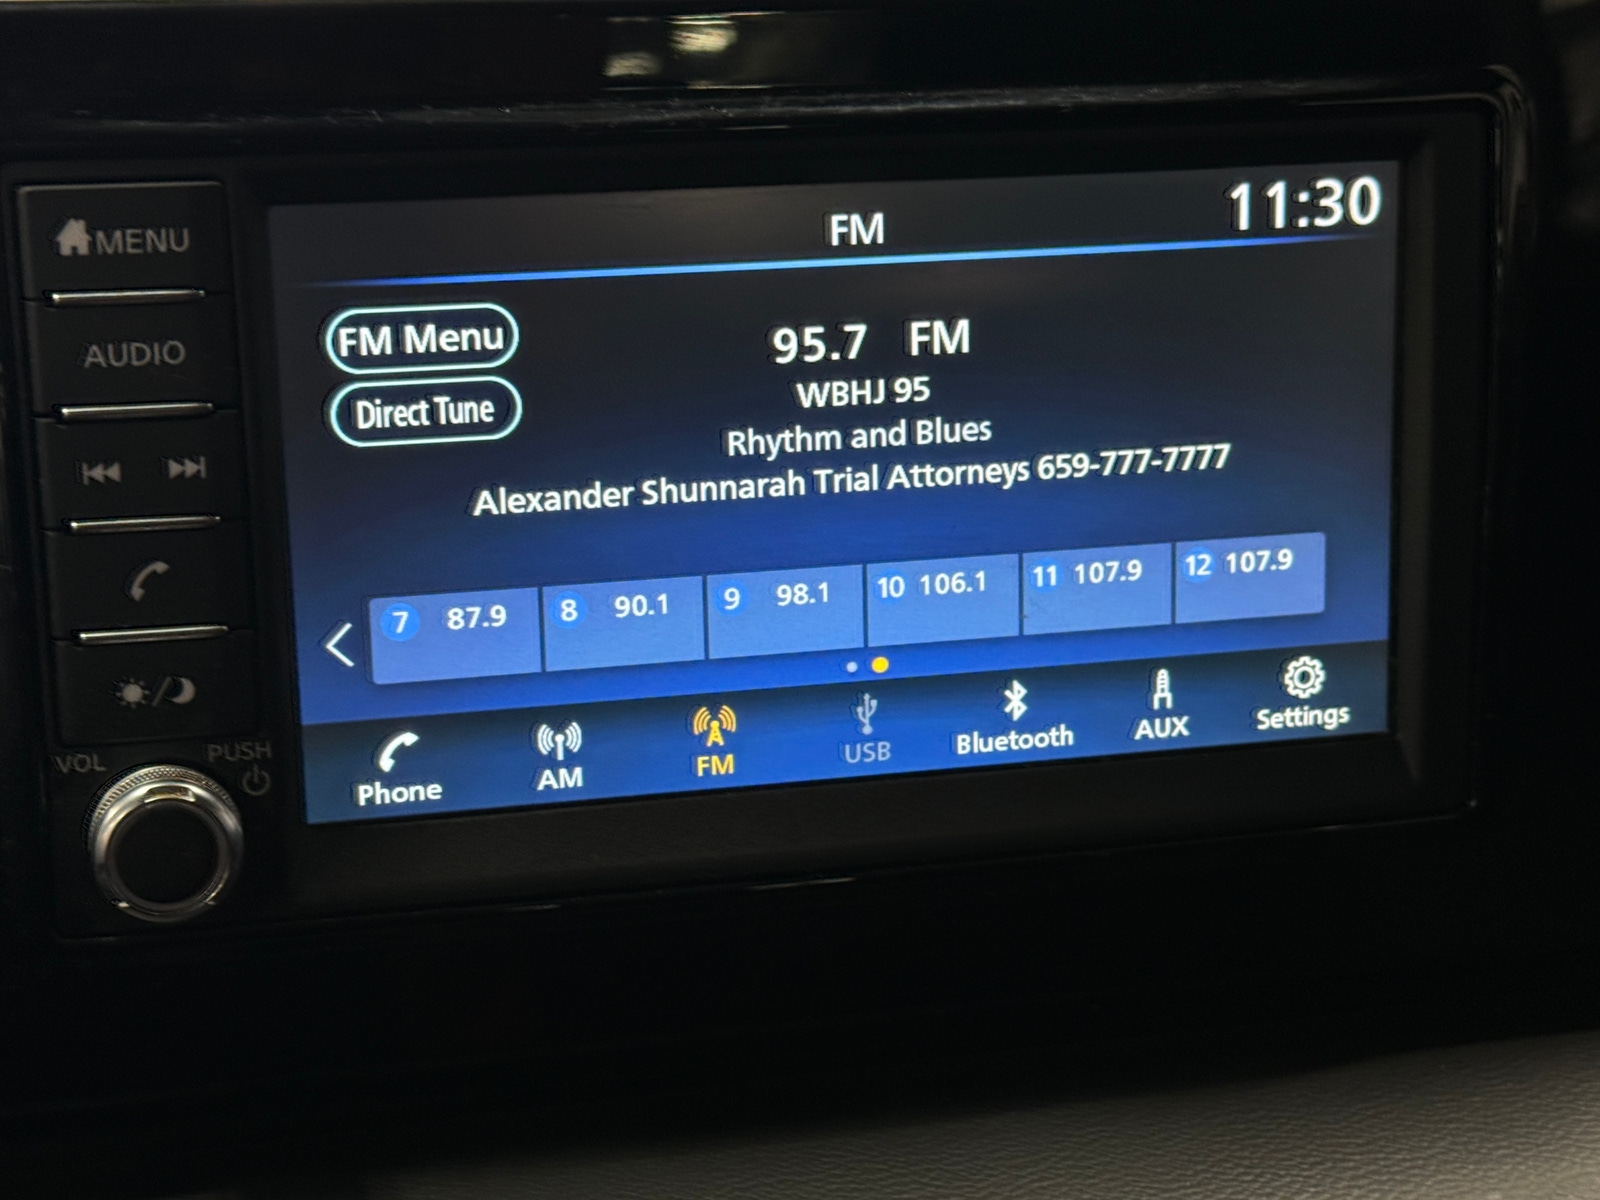 MENU
AUDIO
VOL
PUSH
FM
11:30
FM Menu
Direct Tune
95.7 FM
WBHJ 95
Rhythm and Blues
Alexander Shunnarah Trial Attorneys 659-777-7777
7 87.9
8 90.1
9 98.1
10 106.1
11 107.9
12 107.9
Phone
AM
FM
USB
Bluetooth
AUX
Settings